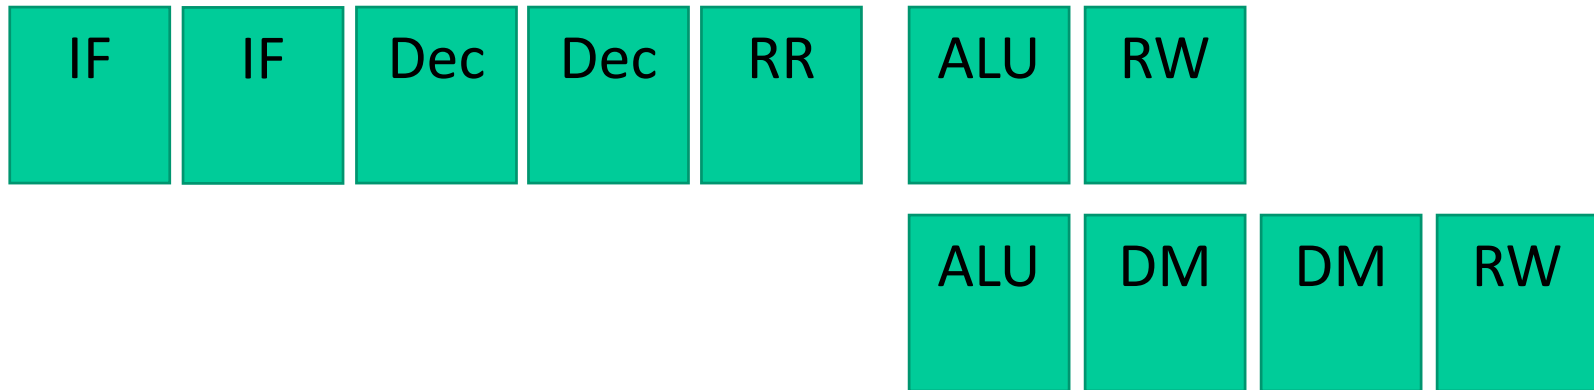 IF IF Dec Dec RR ALU RW
ALU DM DM RW